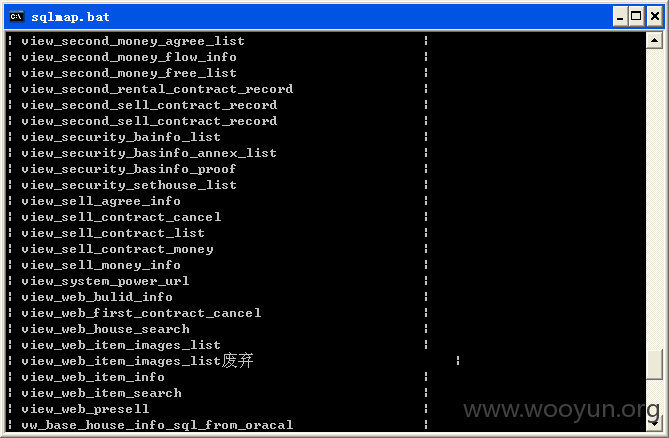 sqlmap.bat
¦ view_second_money_agree_list ¦
¦ view_second_money_flow_info ¦
¦ view_second_money_free_list ¦
¦ view_second_rental_contract_record ¦
¦ view_second_sell_contract_record ¦
¦ view_second_sell_contract_record ¦
¦ view_security_bainfo_list ¦
¦ view_security_basinfo_annex_list ¦
¦ view_security_basinfo_proof ¦
¦ view_security_sethouse_list ¦
¦ view_sell_agree_info ¦
¦ view_sell_contract_cancel ¦
¦ view_sell_contract_list ¦
¦ view_sell_contract_money ¦
¦ view_sell_money_info ¦
¦ view_system_power_url ¦
¦ view_web_bulid_info ¦
¦ view_web_first_contract_cancel ¦
¦ view_web_house_search ¦
¦ view_web_item_images_list ¦
¦ view_web_item_images_list废弃 ¦
¦ view_web_item_info ¦
¦ view_web_item_search ¦
¦ view_web_presell ¦
¦ vw_base_house_info_sql_from_oracal ¦
www.wooyun.org